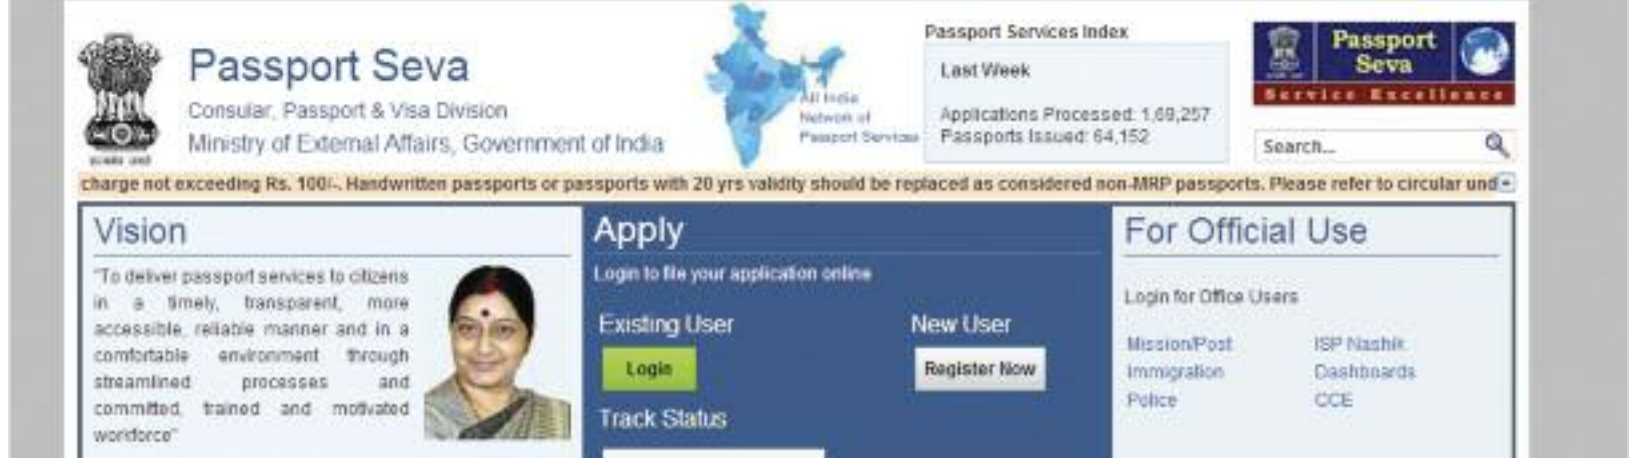 Passport Seva
Consular, Passport & Visa Division
Ministry of External Affairs, Government of India
All India
Network of
Passport Services
Passport Services Index
Last Week
Applications Processed: 1,69,257
Passports Issued: 64,152
Passport
Seva
Service Excellence
Search...
charge not exceeding Rs. 100/-. Handwritten passports or passports with 20 yrs validity should be replaced as considered non-MRP passports. Please refer to circular und
Vision
"To deliver passport services to citizens
in a timely, transparent, more
accessible, reliable manner and in a
comfortable environment through
streamlined processes and
committed, trained and motivated
workforce"
Apply
Login to file your application online
Existing User
New User
Login
Register Now
Track Status
For Official Use
Login for Office Users
Mission/Post
ISP Nashik
Immigration
Dashboards
Police
CCE